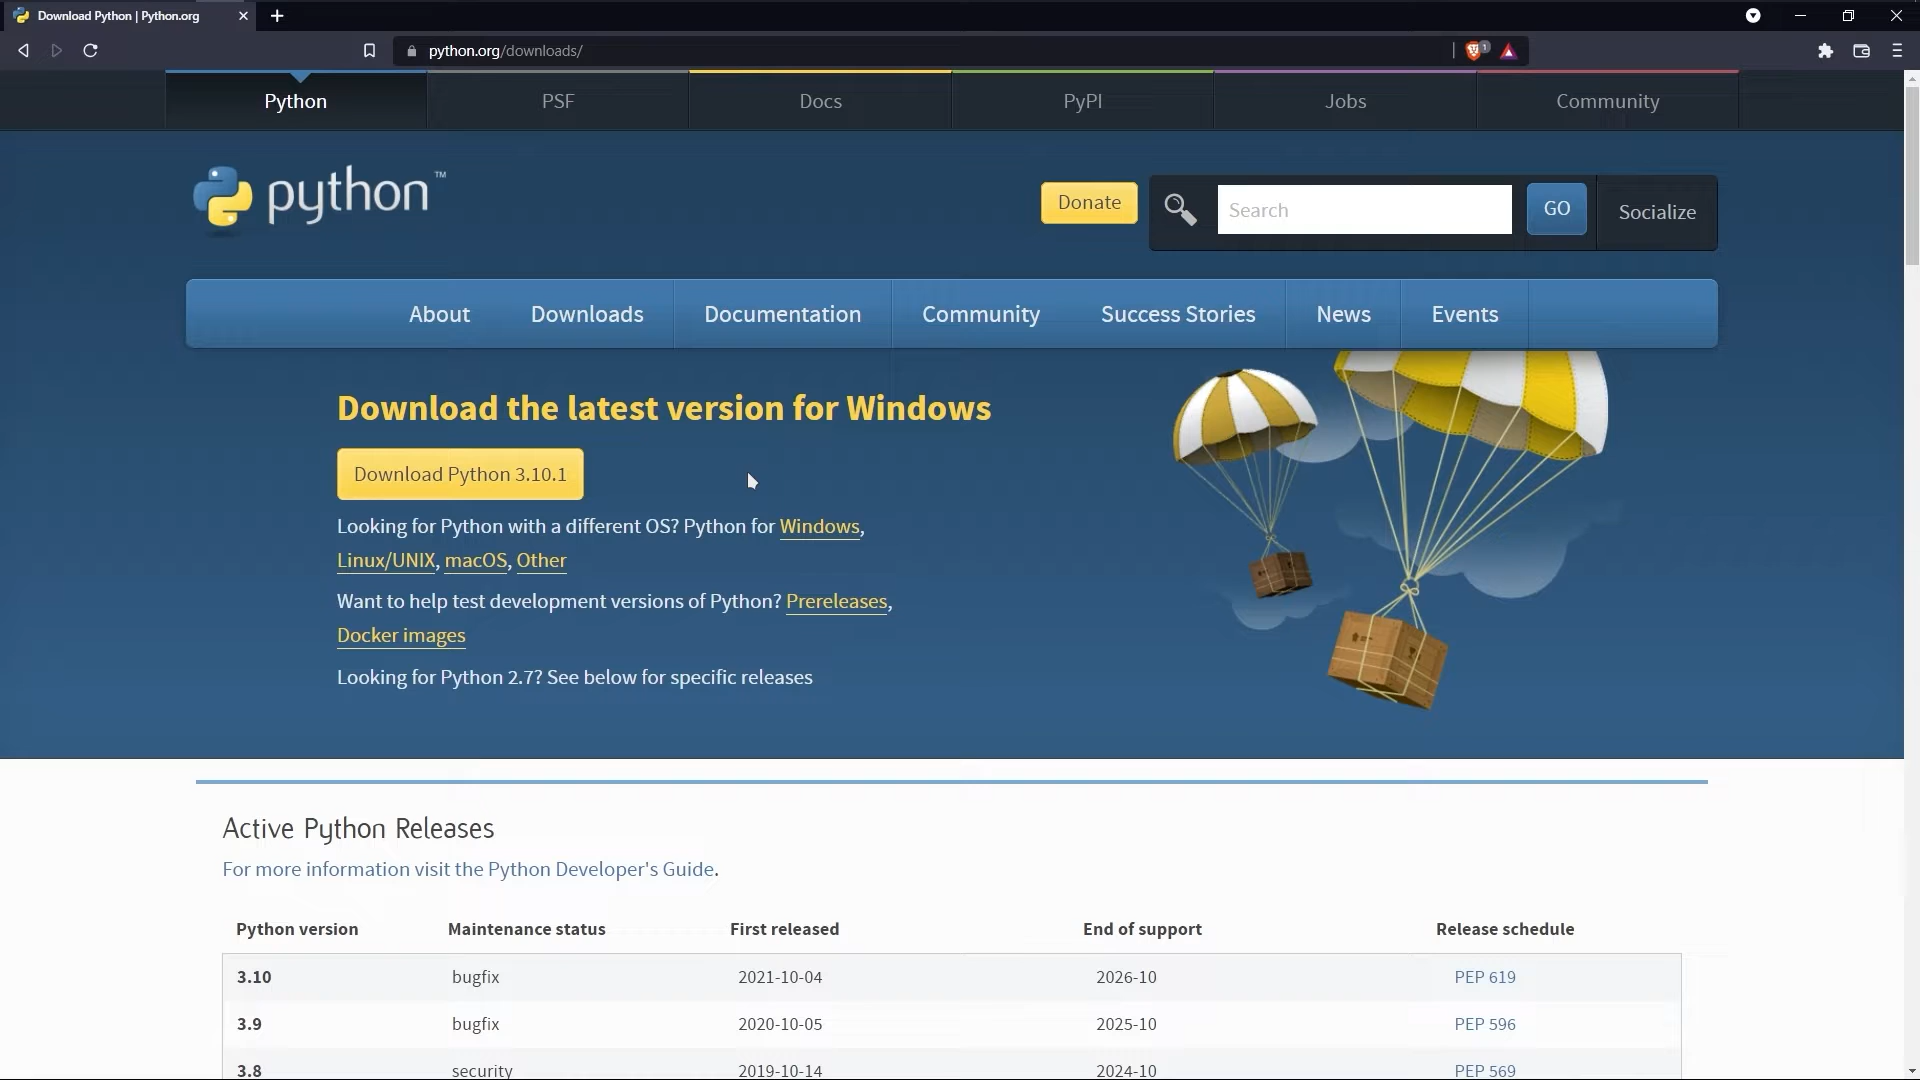 Download Python | Python.org
python.org/downloads/
1
Python PSF Docs PyPI Jobs Community
python™
Donate
Search
GO
Socialize
About Downloads Documentation Community Success Stories News Events
Download the latest version for Windows
Download Python 3.10.1
Looking for Python with a different OS? Python for Windows,
Linux/UNIX, macOS, Other
Want to help test development versions of Python? Prereleases,
Docker images
Looking for Python 2.7? See below for specific releases
Active Python Releases
For more information visit the Python Developer's Guide.
Python version Maintenance status First released End of support Release schedule
3.10 bugfix 2021-10-04 2026-10 PEP 619
3.9 bugfix 2020-10-05 2025-10 PEP 596
3.8 security 2019-10-14 2024-10 PEP 569